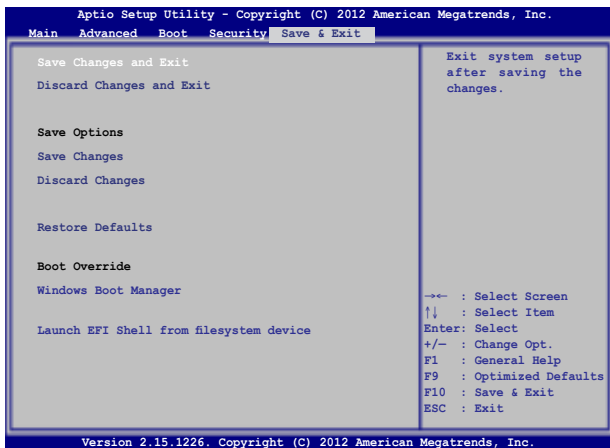 Aptio Setup Utility - Copyright (C) 2012 American Megatrends, Inc.
Main Advanced Boot Security Save & Exit
Save Changes and Exit
Discard Changes and Exit
Save Options
Save Changes
Discard Changes
Restore Defaults
Boot Override
Windows Boot Manager
Launch EFI Shell from filesystem device
Exit system setup
after saving the
changes.
→← : Select Screen
↑↓ : Select Item
Enter: Select
+/— : Change Opt.
F1 : General Help
F9 : Optimized Defaults
F10 : Save & Exit
ESC : Exit
Version 2.15.1226. Copyright (C) 2012 American Megatrends, Inc.